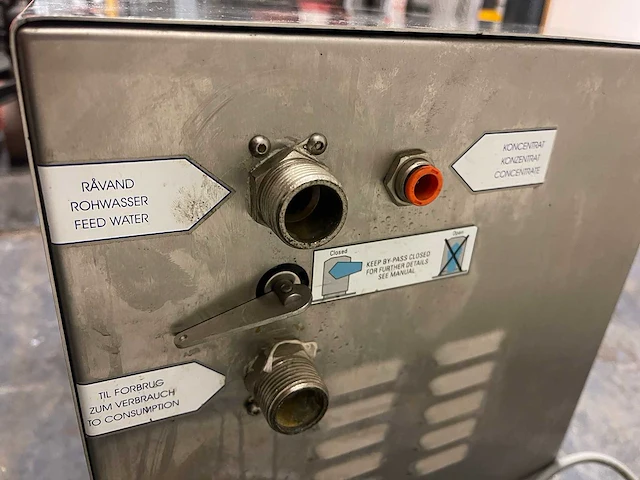 RÅVAND
ROHWASSER
FEED WATER
KONCENTRAT
KONZENTRAT
CONCENTRATE
Closed
Open
KEEP BY-PASS CLOSED
FOR FURTHER DETAILS
SEE MANUAL
TIL FORBRUG
ZUM VERBRAUCH
TO CONSUMPTION